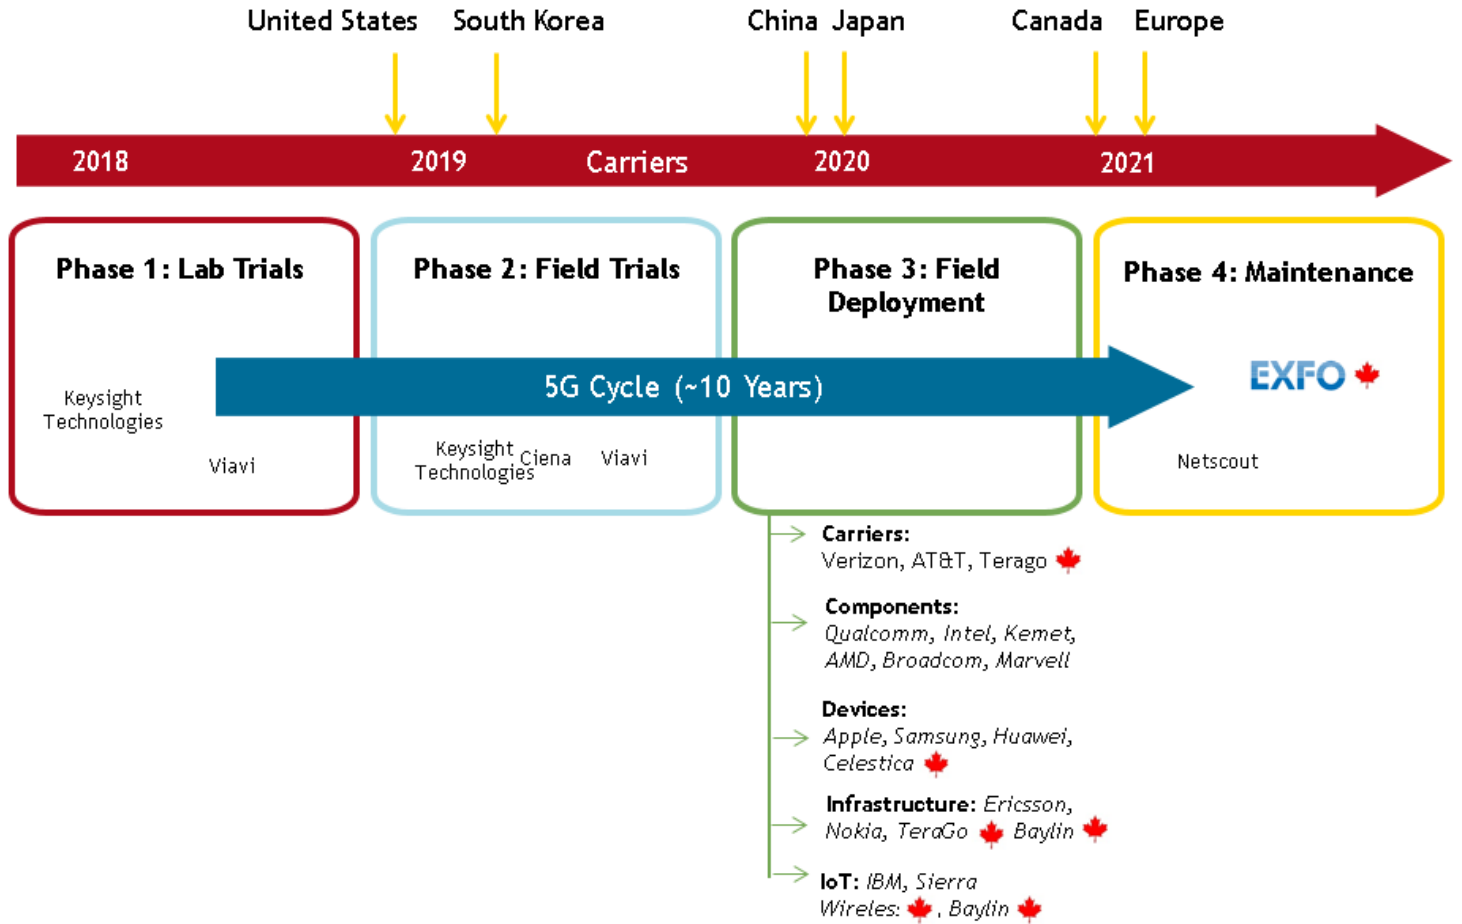 United States South Korea China Japan Canada Europe
2018 2019 Carriers 2020 2021
Phase 1: Lab Trials
Keysight
Technologies
Viavi
Phase 2: Field Trials
Keysight
Technologies
Ciena
Viavi
Phase 3: Field
Deployment
Phase 4: Maintenance
EXFO
Netscout
5G Cycle (~10 Years)
Carriers:
Verizon, AT&T, Terago
Components:
Qualcomm, Intel, Kemet,
AMD, Broadcom, Marvell
Devices:
Apple, Samsung, Huawei,
Celestica
Infrastructure: Ericsson,
Nokia, TeraGo Baylin
IoT: IBM, Sierra
Wireles: , Baylin